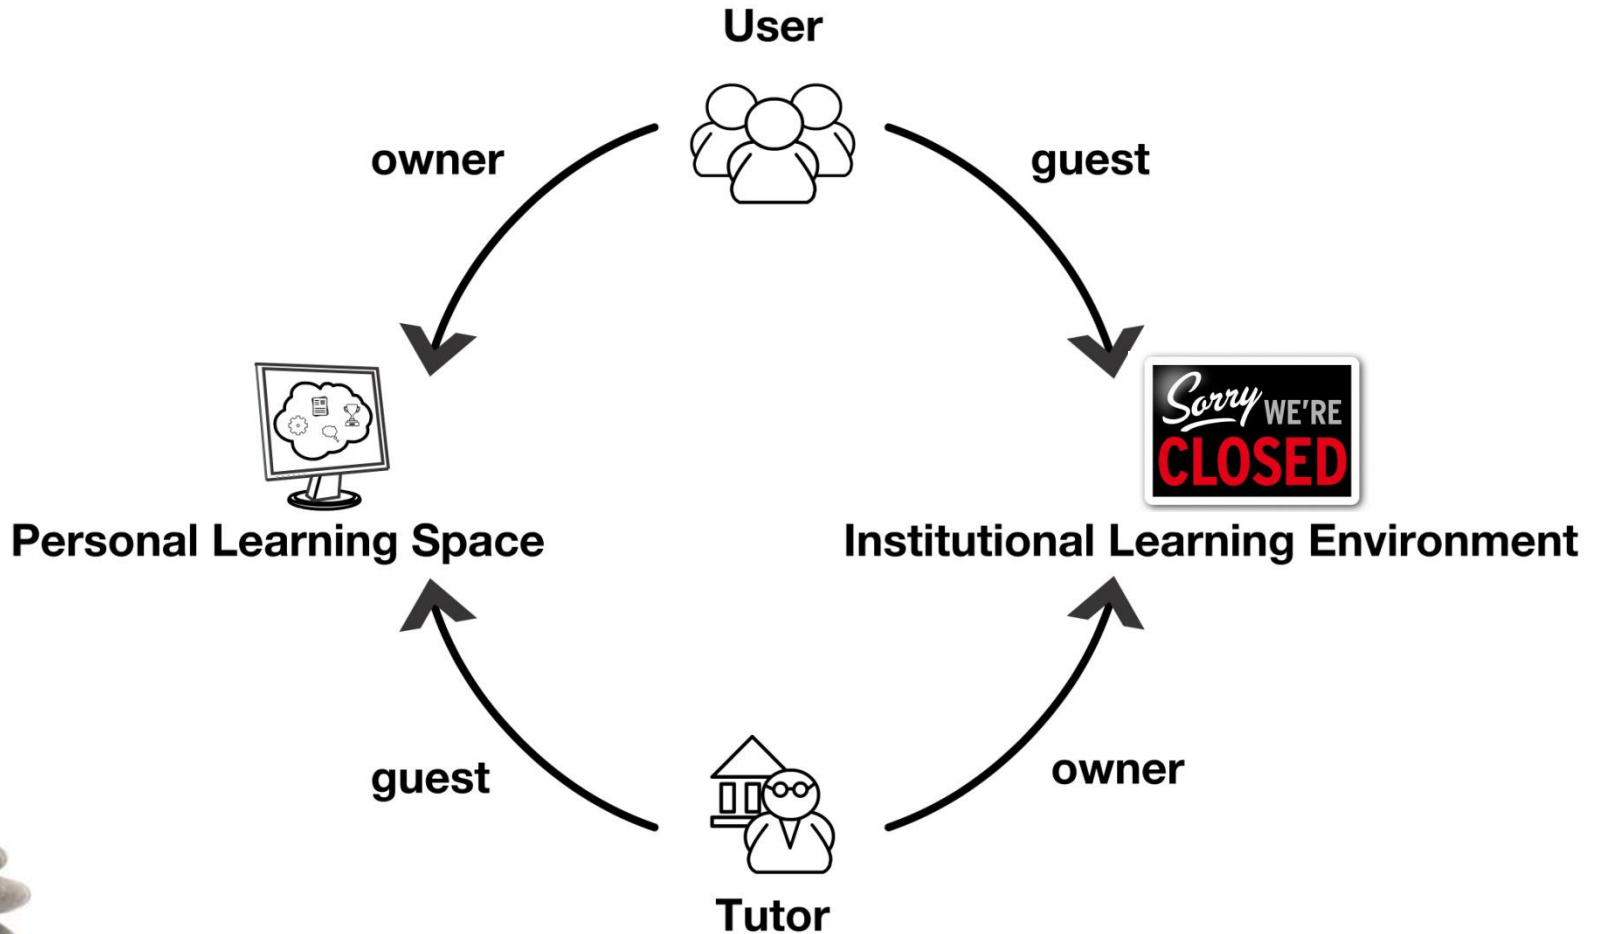 User
owner
guest
Sorry WE'RE
CLOSED
Personal Learning Space
Institutional Learning Environment
guest
owner
Tutor